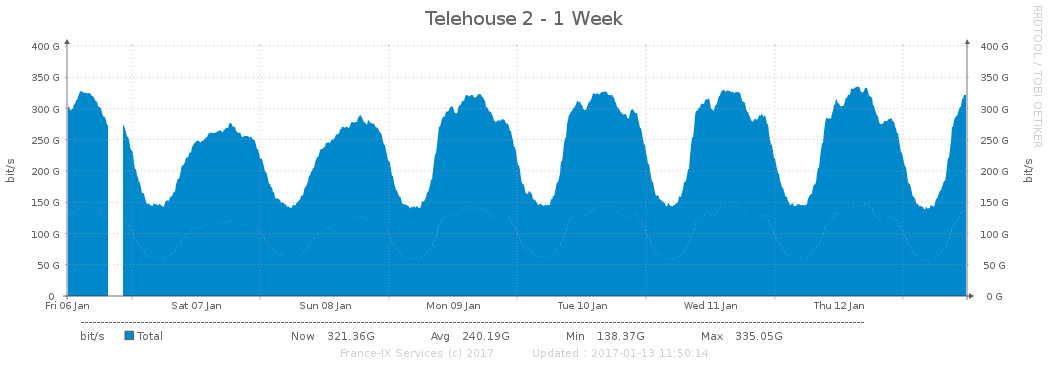 Telehouse 2 - 1 Week
RRDTOOL / TOBI OETIKER
400 G 400 G
350 G 350 G
300 G 300 G
250 G 250 G
200 G 200 G
150 G 150 G
100 G 100 G
50 G 50 G
0 0 G
bit/s bit/s
Fri 06 Jan Sat 07 Jan Sun 08 Jan Mon 09 Jan Tue 10 Jan Wed 11 Jan Thu 12 Jan
bit/s Total Now 321.36G Avg 240.19G Min 138.37G Max 335.05G
France-IX Services (c) 2017 Updated : 2017-01-13 11:50:14